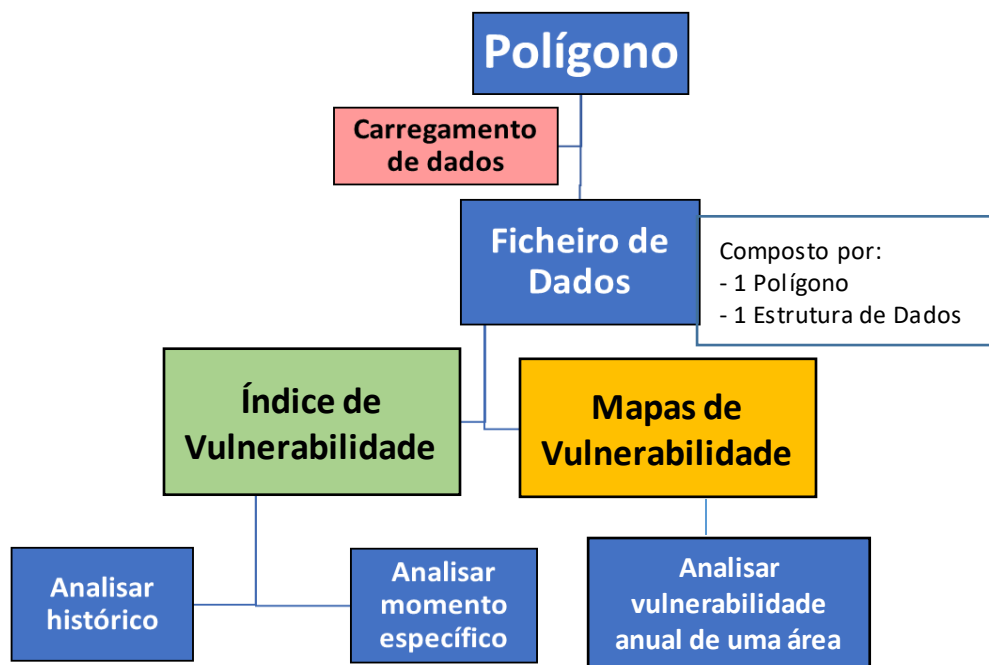 Polígono
Carregamento
de dados
Ficheiro de
Dados
Composto por:
- 1 Polígono
- 1 Estrutura de Dados
Índice de
Vulnerabilidade
Mapas de
Vulnerabilidade
Analisar
histórico
Analisar
momento
específico
Analisar
vulnerabilidade
anual de uma área